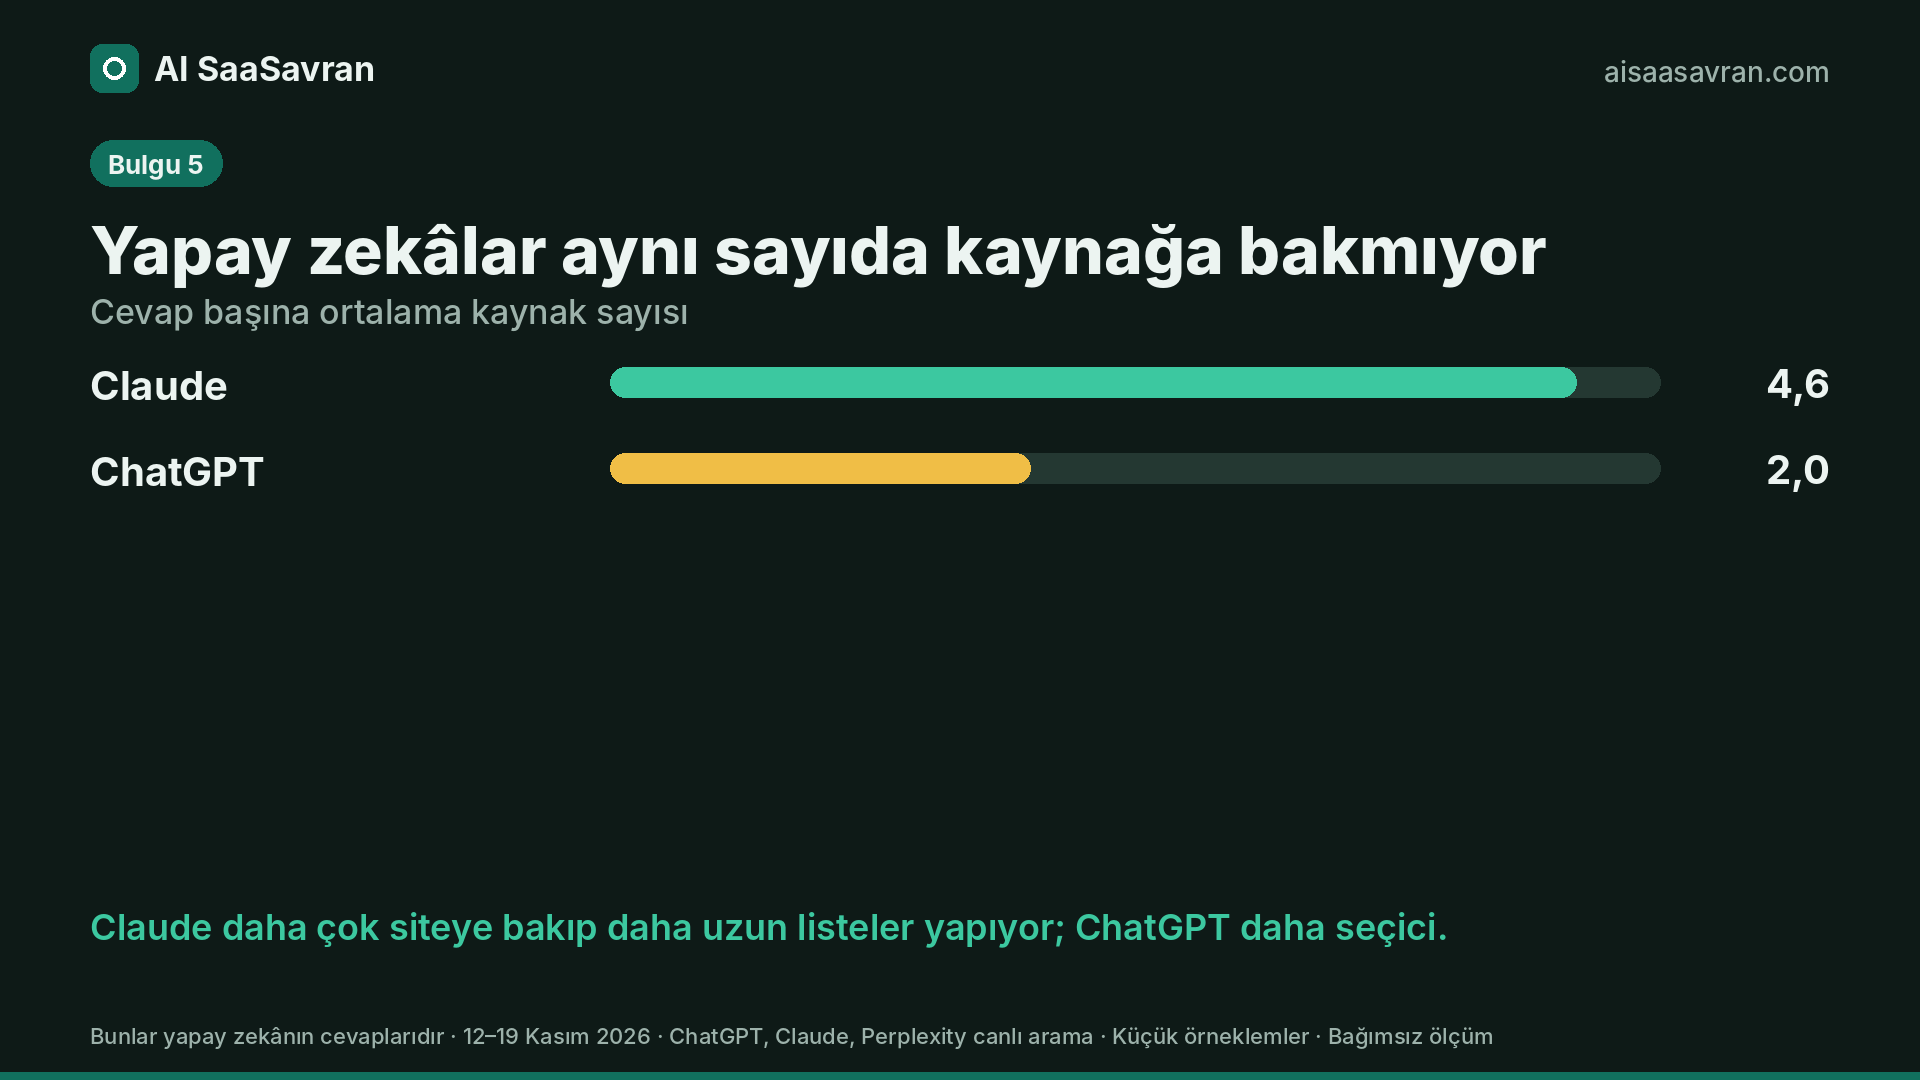 AI SaaSavran
aisaasavran.com
Bulgu 5
Yapay zekâlar aynı sayıda kaynağa bakmıyor
Cevap başına ortalama kaynak sayısı
Claude 4,6
ChatGPT 2,0
Claude daha çok siteye bakıp daha uzun listeler yapıyor; ChatGPT daha seçici.
Bunlar yapay zekânın cevaplarıdır · 12–19 Kasım 2026 · ChatGPT, Claude, Perplexity canlı arama · Küçük örneklemler · Bağımsız ölçüm